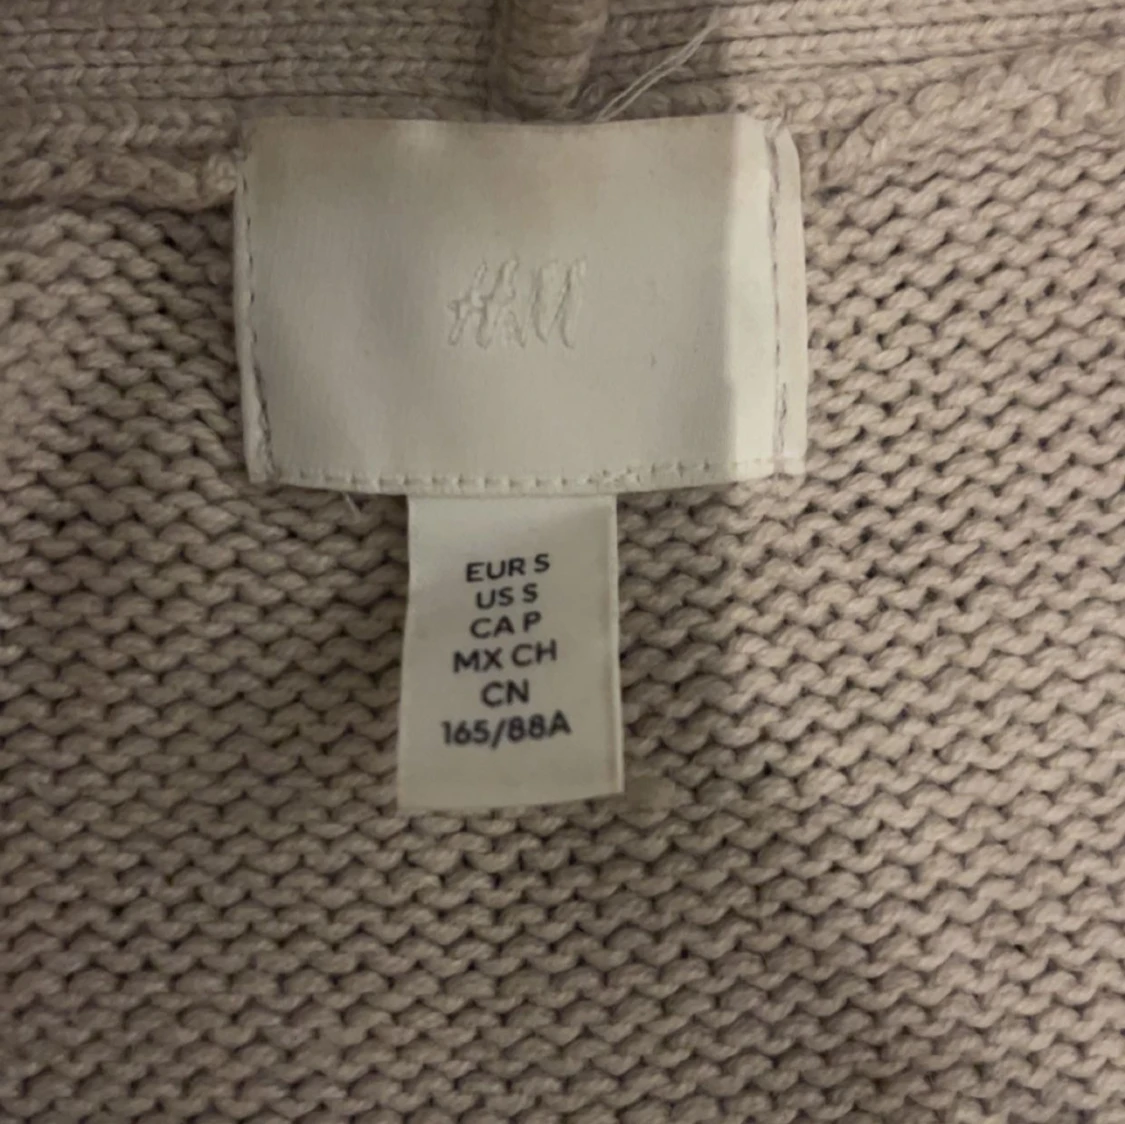 H&M
EUR S
US S
CA P
MX CH
CN
165/88A